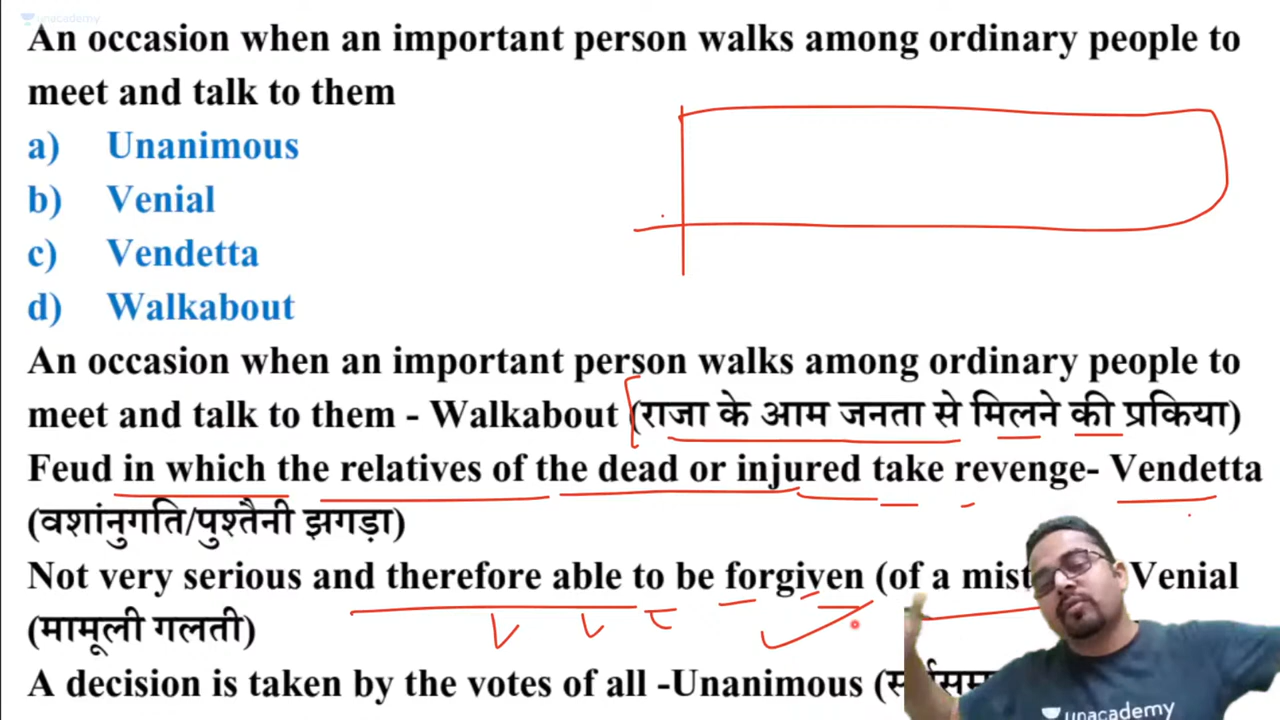 unacademy
An occasion when an important person walks among ordinary people to
meet and talk to them
a) Unanimous
b) Venial
c) Vendetta
d) Walkabout
An occasion when an important person walks among ordinary people to
meet and talk to them - Walkabout (राजा के आम जनता से मिलने की प्रकिया)
Feud in which the relatives of the dead or injured take revenge- Vendetta
(वशांनुगति/पुश्तैनी झगड़ा)
Not very serious and therefore able to be forgiven (of a Venial
(मामूली गलती)
A decision is taken by the votes of all -Unanimous
unacademy